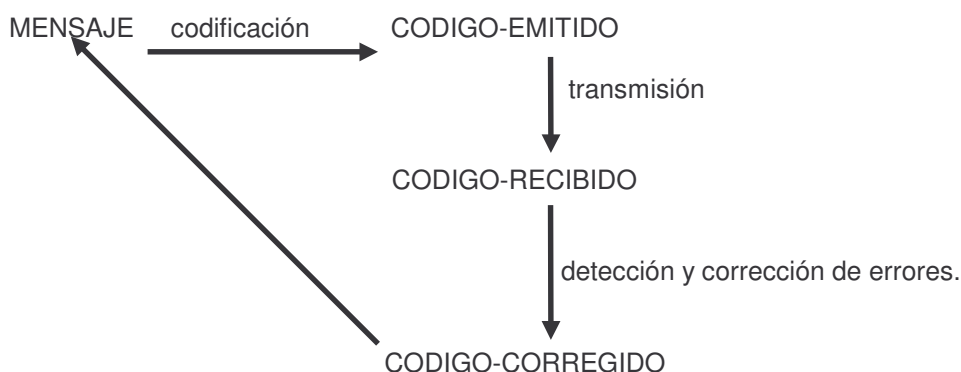 MENSAJE codificación CODIGO-EMITIDO
transmisión
CODIGO-RECIBIDO
detección y corrección de errores.
CODIGO-CORREGIDO